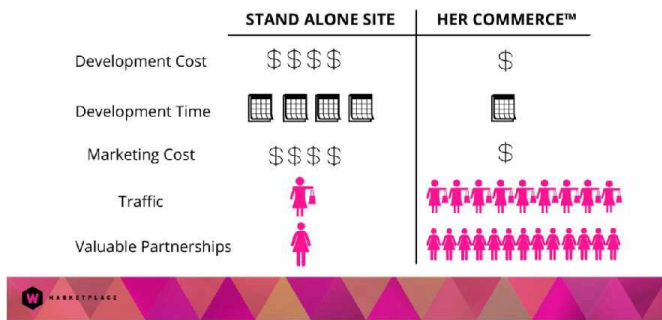 STAND ALONE SITE HER COMMERCE™
Development Cost $ $ $ $ $
Development Time
Marketing Cost $ $ $ $ $
Traffic
Valuable Partnerships
W MARKETPLACE